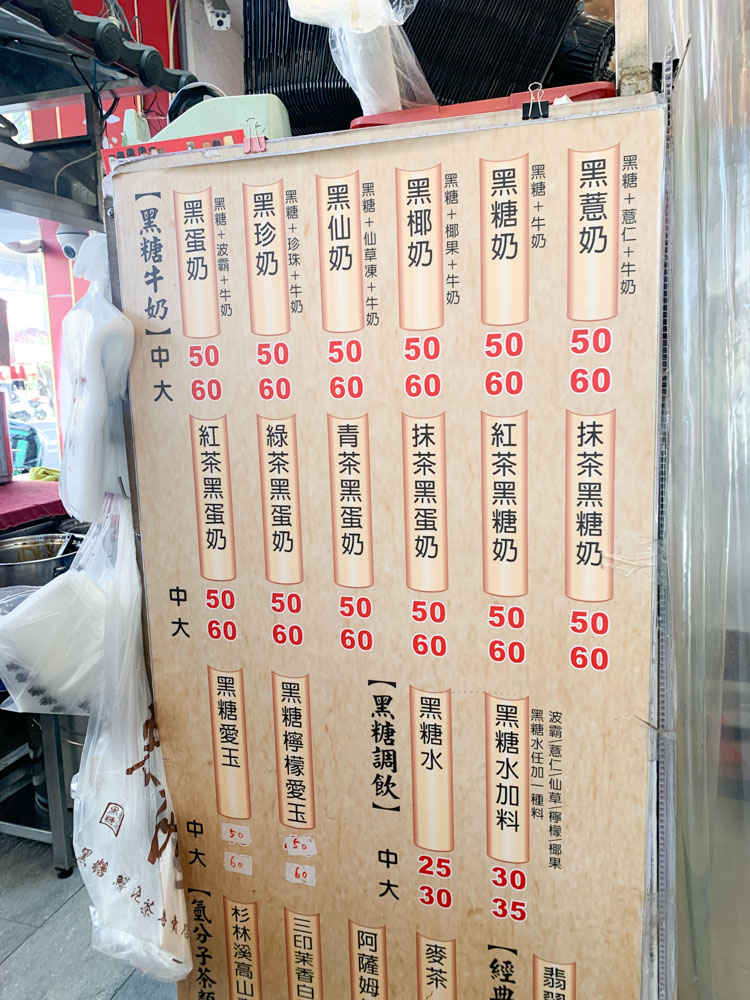 【黑糖牛奶】
黑蛋奶
黑糖＋波霸＋牛奶
黑珍奶
黑糖＋珍珠＋牛奶
黑仙奶
黑糖＋仙草凍＋牛奶
黑椰奶
黑糖＋椰果＋牛奶
黑糖奶
黑糖＋牛奶
黑薏奶
黑糖＋薏仁＋牛奶
中 50 50 50 50 50 50
大 60 60 60 60 60 60
紅茶黑蛋奶
綠茶黑蛋奶
青茶黑蛋奶
抹茶黑蛋奶
紅茶黑糖奶
抹茶黑糖奶
中 50 50 50 50 50 50
大 60 60 60 60 60 60
黑糖愛玉
黑糖檸檬愛玉
中 50 50
大 60 60
【黑糖調飲】
黑糖水
黑糖水加料
波霸/薏仁/仙草/檸檬/椰果
黑糖水任加一種料
中 25 30
大 30 35
【氫分子茶類
杉林溪高山
三印茉香白
阿薩姆
麥茶
【經典
翡翠
黑糖